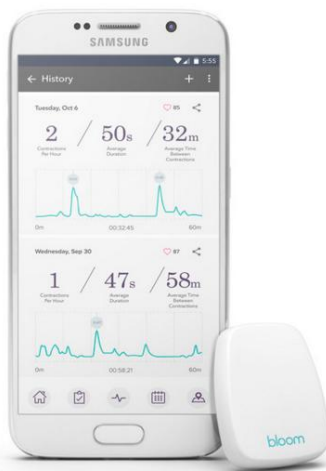 SAMSUNG
5:55
← History + ⋮
Tuesday, Oct 6 ♡ 85
2 / 50s / 32m
Contractions Per Hour Average Duration Average Time Between Contractions
0m 00:32:45 60m
Wednesday, Sep 30 ♡ 87
1 / 47s / 58m
Contractions Per Hour Average Duration Average Time Between Contractions
0m 00:58:21 60m
bloom